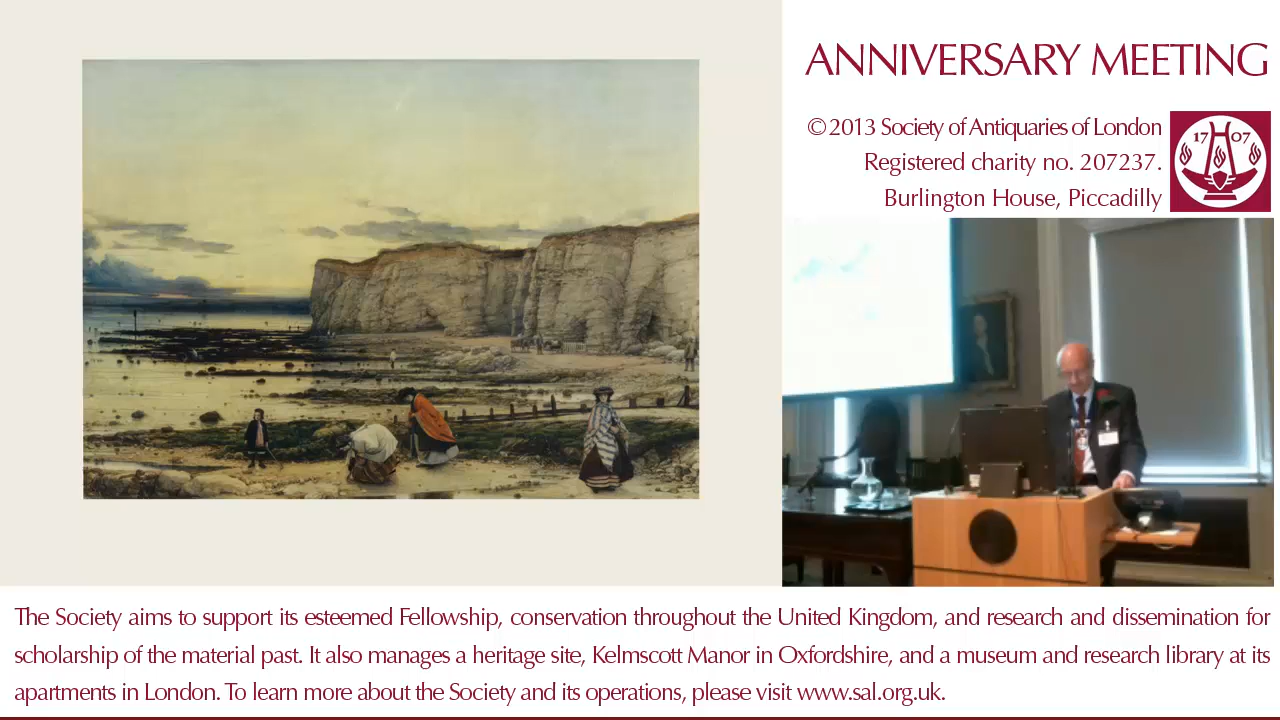 ANNIVERSARY MEETING
© 2013 Society of Antiquaries of London
Registered charity no. 207237.
Burlington House, Piccadilly
17 07
The Society aims to support its esteemed Fellowship, conservation throughout the United Kingdom, and research and dissemination for
scholarship of the material past. It also manages a heritage site, Kelmscott Manor in Oxfordshire, and a museum and research library at its
apartments in London. To learn more about the Society and its operations, please visit www.sal.org.uk.